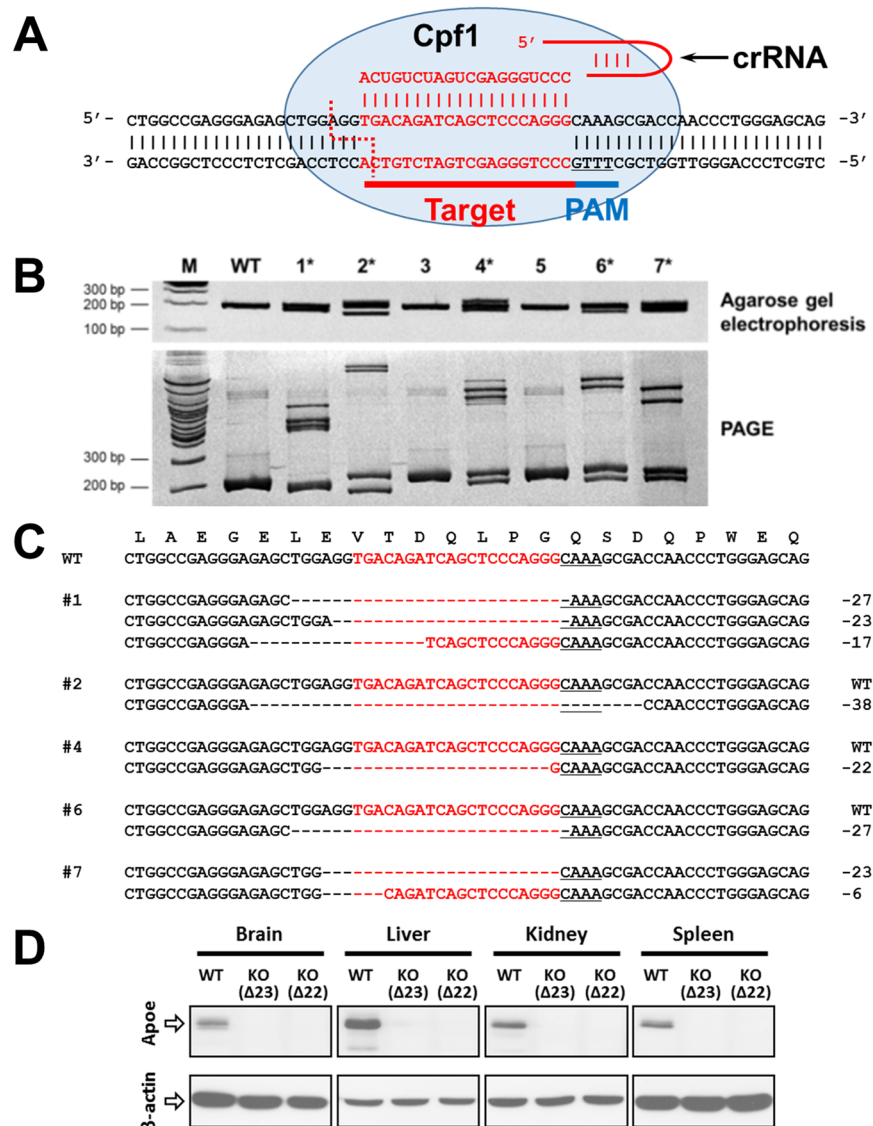 A
Cpf1
5′
crRNA
ACUGUCUAGUCGAGGGUCCC
5′- CTGGCCGAGGGAGAGCTGGAGGTGACAGATCAGCTCCCAGGGCAAAGCGACCAACCCTGGGAGCAG -3′
3′- GACCGGCTCCCTCTCGACCTCCACTGTCTAGTCGAGGGTCCCGTTTCGCTGGTTGGGACCCTCGTC -5′
Target PAM
B
M WT 1* 2* 3 4* 5 6* 7*
300 bp
200 bp
100 bp
Agarose gel
electrophoresis
300 bp
200 bp
PAGE
C
L A E G E L E V T D Q L P G Q S D Q P W E Q
WT CTGGCCGAGGGAGAGCTGGAGGTGACAGATCAGCTCCCAGGGCAAAGCGACCAACCCTGGGAGCAG
#1 CTGGCCGAGGGAGAGC---------------------------AAAGCGACCAACCCTGGGAGCAG -27
CTGGCCGAGGGAGAGCTGGA-----------------------AAAGCGACCAACCCTGGGAGCAG -23
CTGGCCGAGGGA-----------------TCAGCTCCCAGGGCAAAGCGACCAACCCTGGGAGCAG -17
#2 CTGGCCGAGGGAGAGCTGGAGGTGACAGATCAGCTCCCAGGGCAAAGCGACCAACCCTGGGAGCAG WT
CTGGCCGAGGGA--------------------------------------CCAACCCTGGGAGCAG -38
#4 CTGGCCGAGGGAGAGCTGGAGGTGACAGATCAGCTCCCAGGGCAAAGCGACCAACCCTGGGAGCAG WT
CTGGCCGAGGGAGAGCTGG----------------------GCAAAGCGACCAACCCTGGGAGCAG -22
#6 CTGGCCGAGGGAGAGCTGGAGGTGACAGATCAGCTCCCAGGGCAAAGCGACCAACCCTGGGAGCAG WT
CTGGCCGAGGGAGAGC---------------------------AAAGCGACCAACCCTGGGAGCAG -27
#7 CTGGCCGAGGGAGAGCTGG-----------------------CAAAGCGACCAACCCTGGGAGCAG -23
CTGGCCGAGGGAGAGCTGG------CAGATCAGCTCCCAGGGCAAAGCGACCAACCCTGGGAGCAG -6
D
Brain Liver Kidney Spleen
WT KO (Δ23) KO (Δ22) WT KO (Δ23) KO (Δ22) WT KO (Δ23) KO (Δ22) WT KO (Δ23) KO (Δ22)
Apoe
β-actin